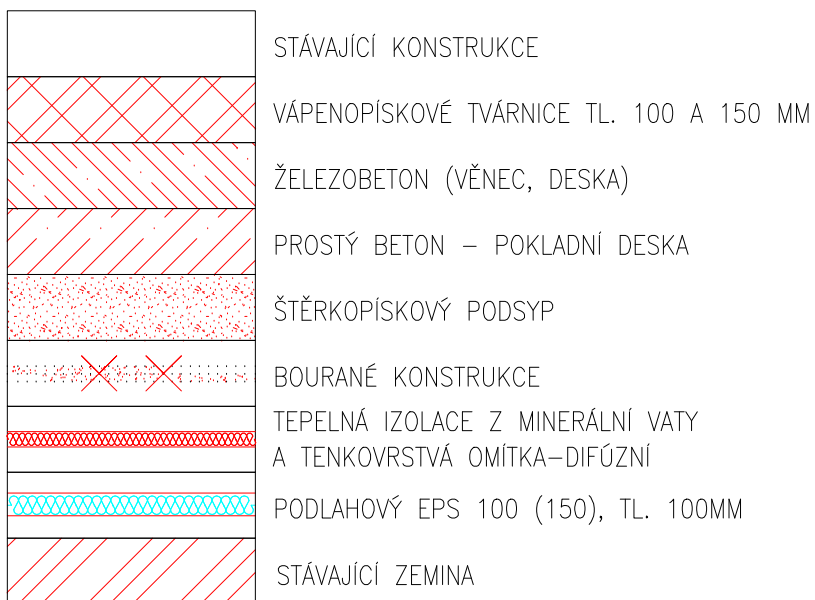 STÁVAJÍCÍ KONSTRUKCE
VÁPENOPÍSKOVÉ TVÁRNICE TL. 100 A 150 MM
ŽELEZOBETON (VĚNEC, DESKA)
PROSTÝ BETON – POKLADNÍ DESKA
ŠTĚRKOPÍSKOVÝ PODSYP
BOURANÉ KONSTRUKCE
TEPELNÁ IZOLACE Z MINERÁLNÍ VATY
A TENKOVRSTVÁ OMÍTKA–DIFÚZNÍ
PODLAHOVÝ EPS 100 (150), TL. 100MM
STÁVAJÍCÍ ZEMINA